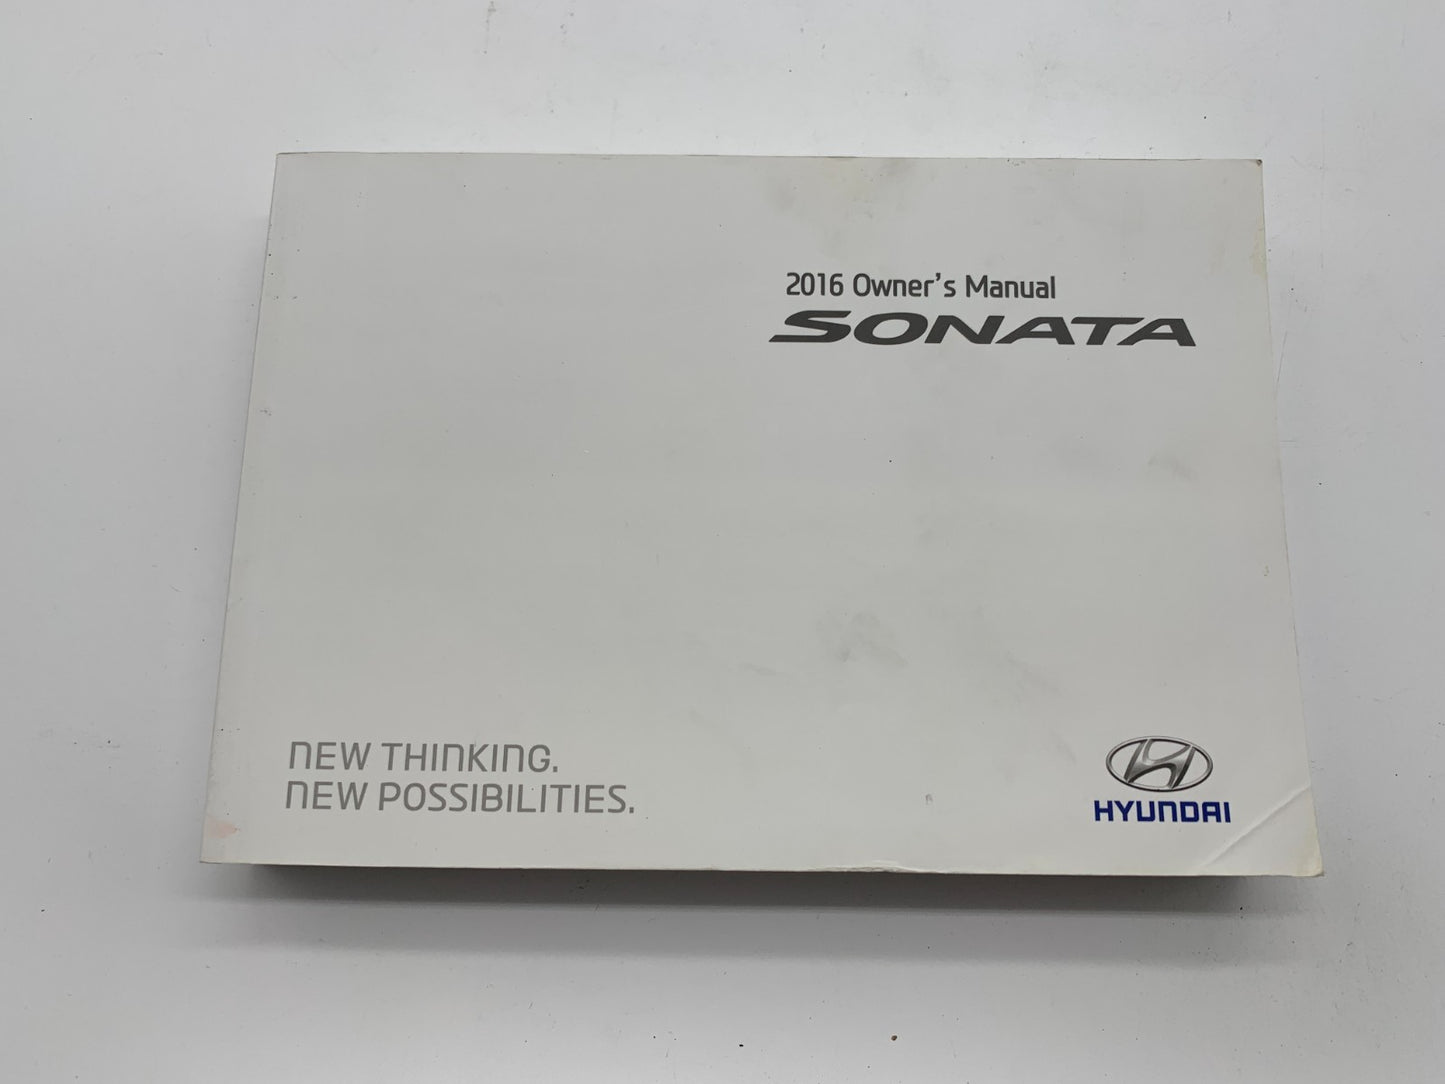 2016 Owner's Manual
SONATA
NEW THINKING.
NEW POSSIBILITIES.
HYUNDAI